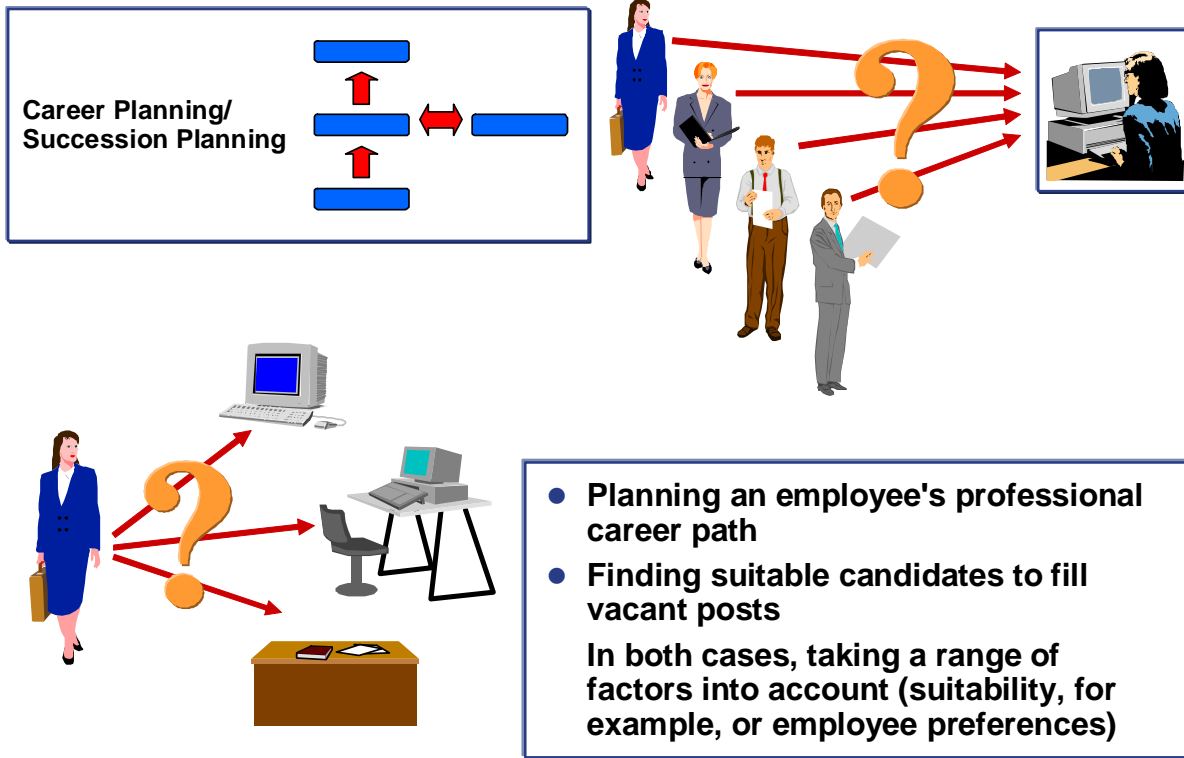 Career Planning/
Succession Planning
?
?
● Planning an employee's professional
career path
● Finding suitable candidates to fill
vacant posts
In both cases, taking a range of
factors into account (suitability, for
example, or employee preferences)